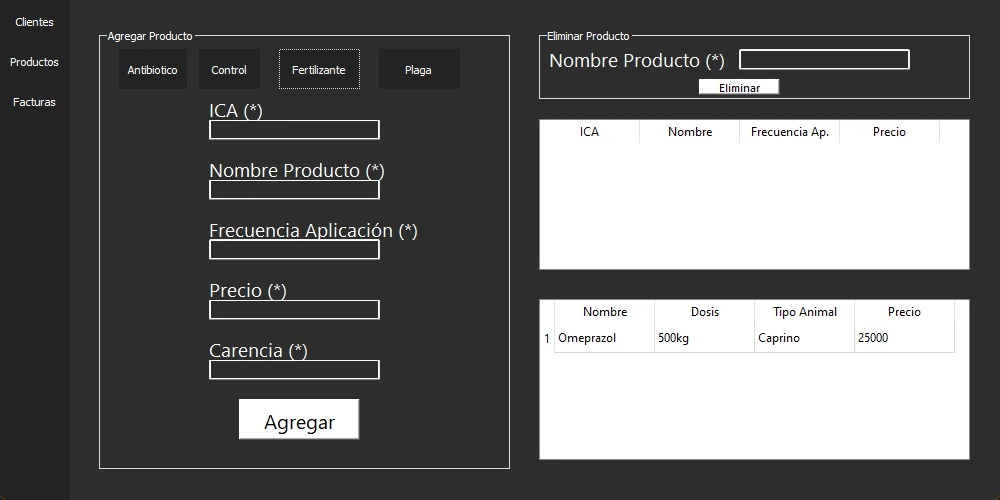 Clientes
Productos
Facturas
Agregar Producto
Antibiotico Control Fertilizante Plaga
ICA (*)
Nombre Producto (*)
Frecuencia Aplicación (*)
Precio (*)
Carencia (*)
Agregar
Eliminar Producto
Nombre Producto (*)
Eliminar
ICA Nombre Frecuencia Ap. Precio
Nombre Dosis Tipo Animal Precio
1 Omeprazol 500kg Caprino 25000